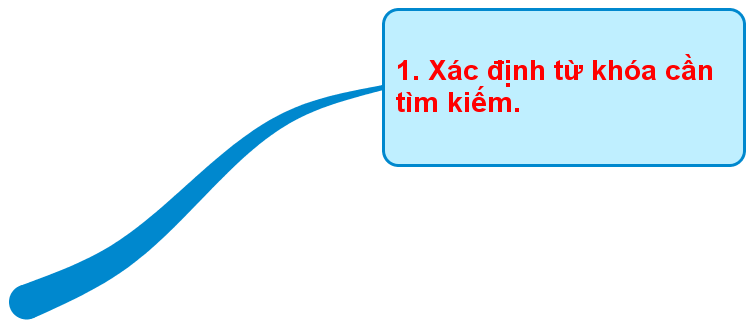 1. Xác định từ khóa cần
tìm kiếm.